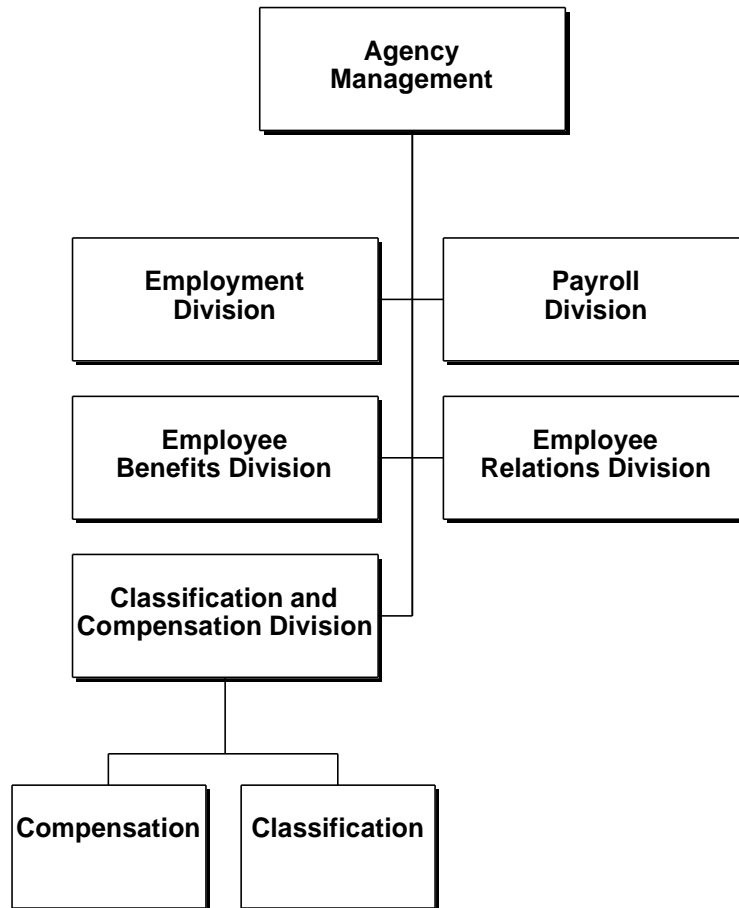 Agency
Management
Employment
Division
Payroll
Division
Employee
Benefits Division
Employee
Relations Division
Classification and
Compensation Division
Compensation
Classification